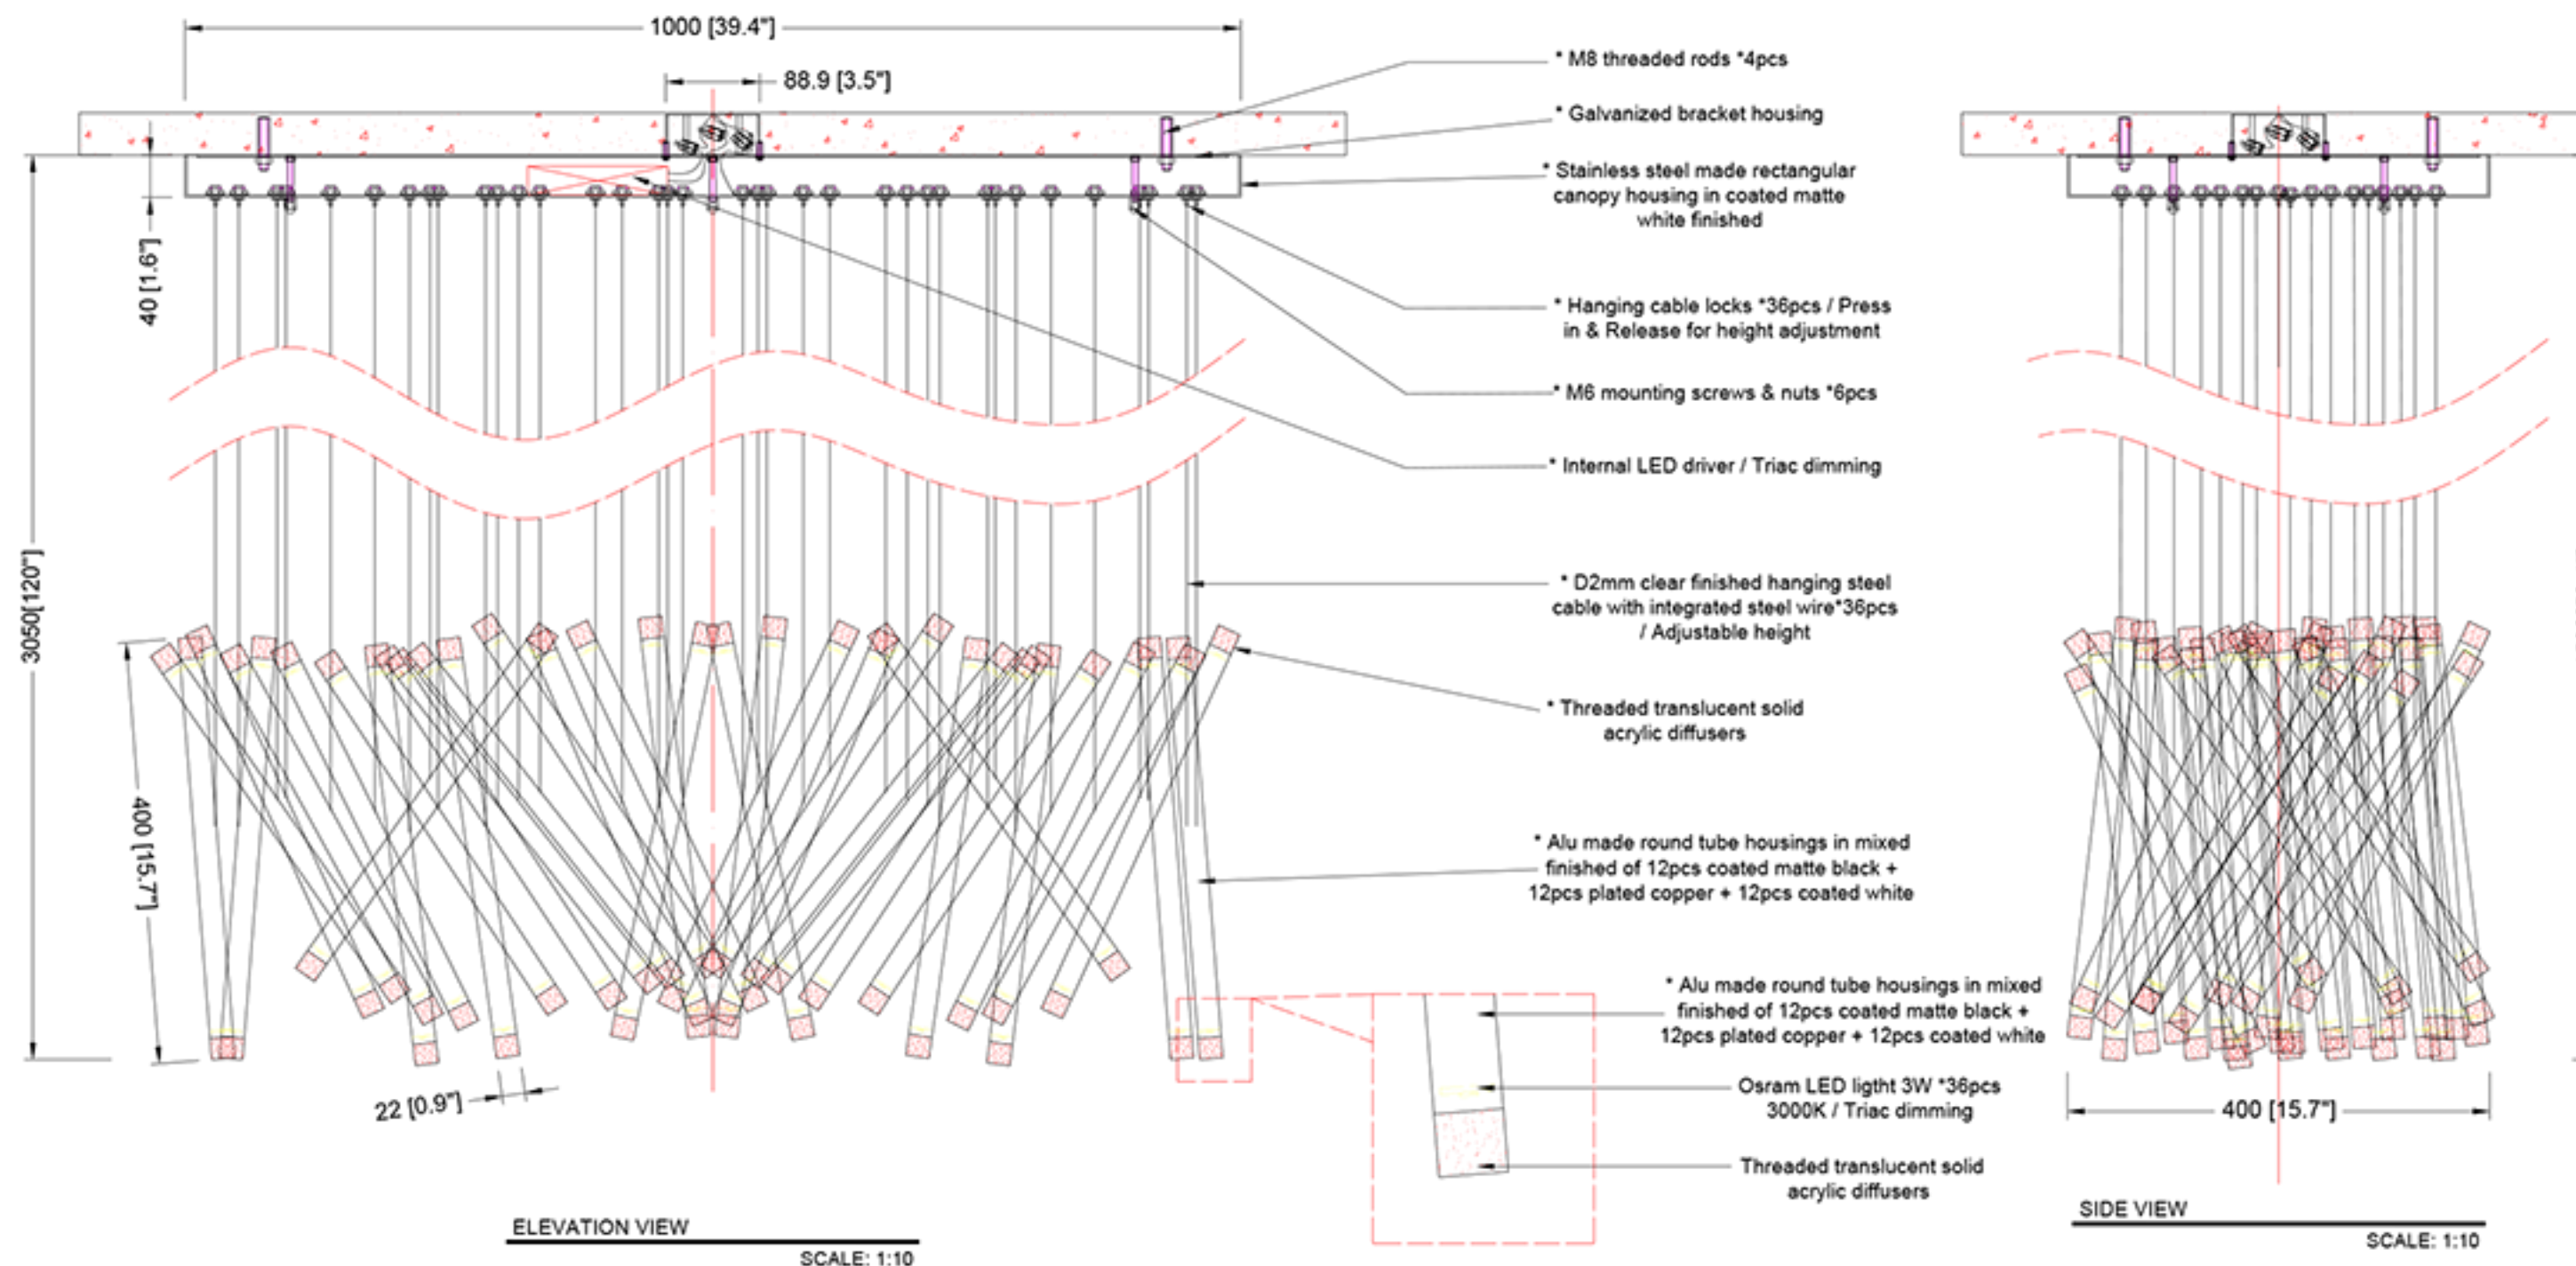 1000 [39.4"]
88.9 [3.5"]
40 [1.6"]
3050[120"]
400 [15.7"]
22 [0.9"]
* M8 threaded rods *4pcs
* Galvanized bracket housing
* Stainless steel made rectangular
canopy housing in coated matte
white finished
* Hanging cable locks *36pcs / Press
in & Release for height adjustment
* M6 mounting screws & nuts *6pcs
* Internal LED driver / Triac dimming
* D2mm clear finished hanging steel
cable with integrated steel wire*36pcs
/ Adjustable height
* Threaded translucent solid
acrylic diffusers
* Alu made round tube housings in mixed
finished of 12pcs coated matte black +
12pcs plated copper + 12pcs coated white
* Alu made round tube housings in mixed
finished of 12pcs coated matte black +
12pcs plated copper + 12pcs coated white
Osram LED ligtht 3W *36pcs
3000K / Triac dimming
Threaded translucent solid
acrylic diffusers
ELEVATION VIEW
SCALE: 1:10
400 [15.7"]
SIDE VIEW
SCALE: 1:10